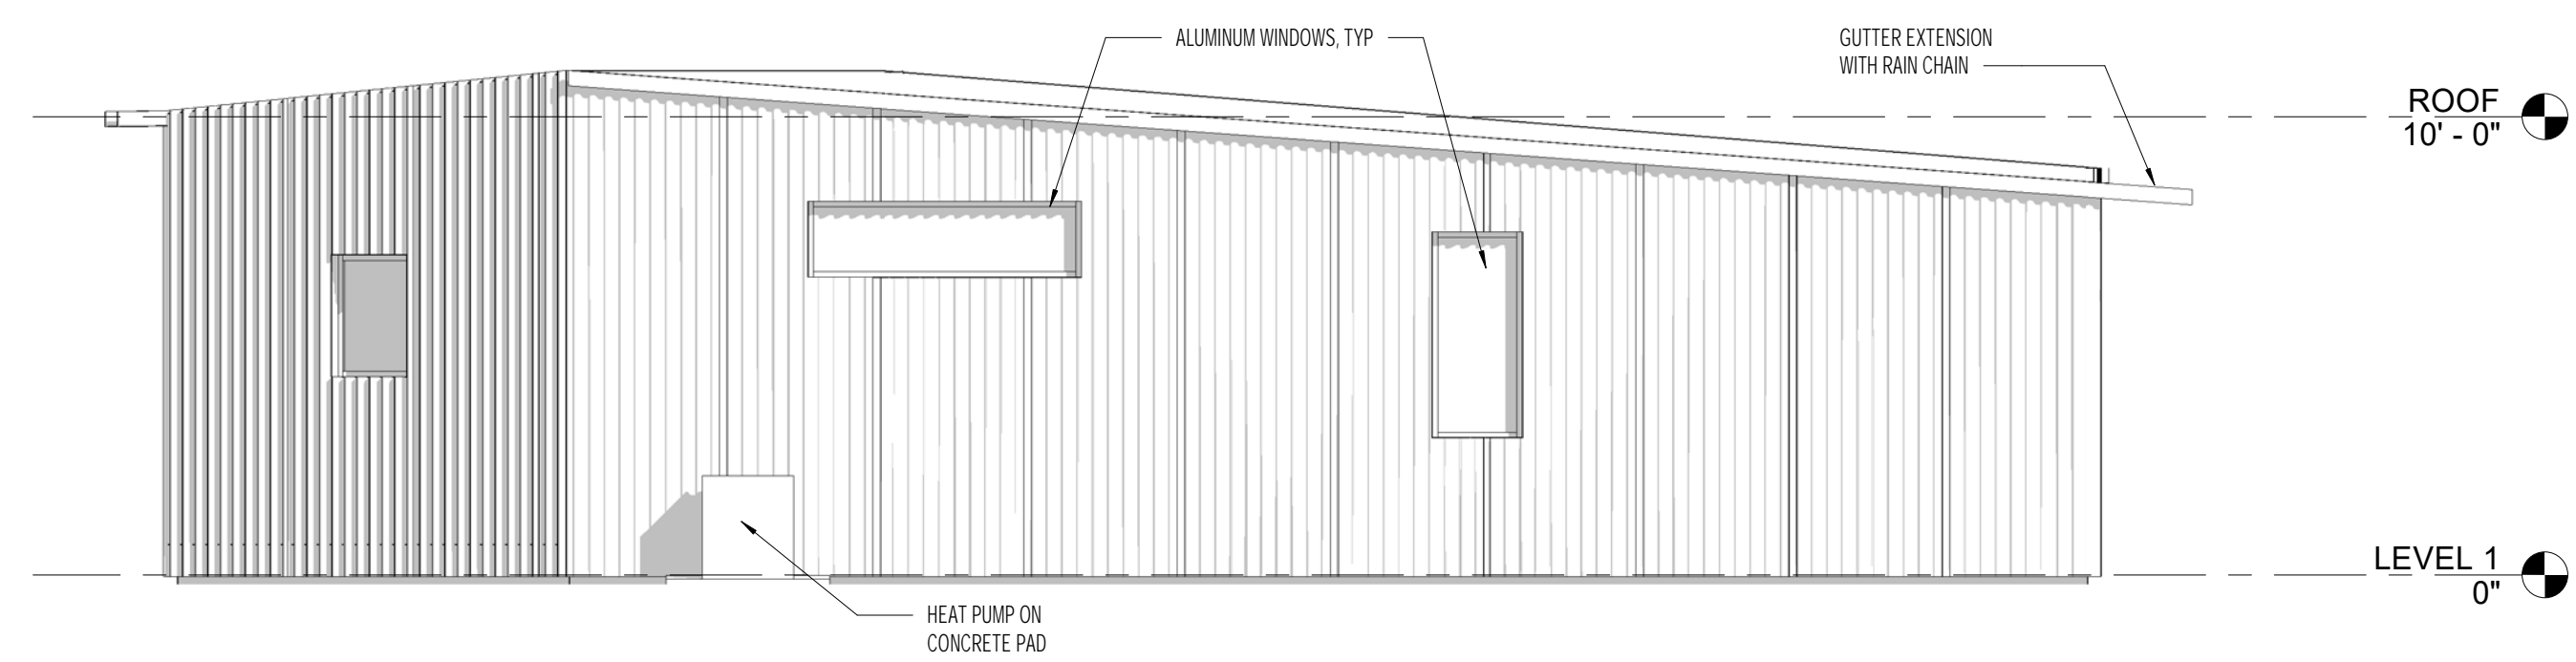 ALUMINUM WINDOWS, TYP
GUTTER EXTENSION
WITH RAIN CHAIN
ROOF
10' - 0"
LEVEL 1
0"
HEAT PUMP ON
CONCRETE PAD